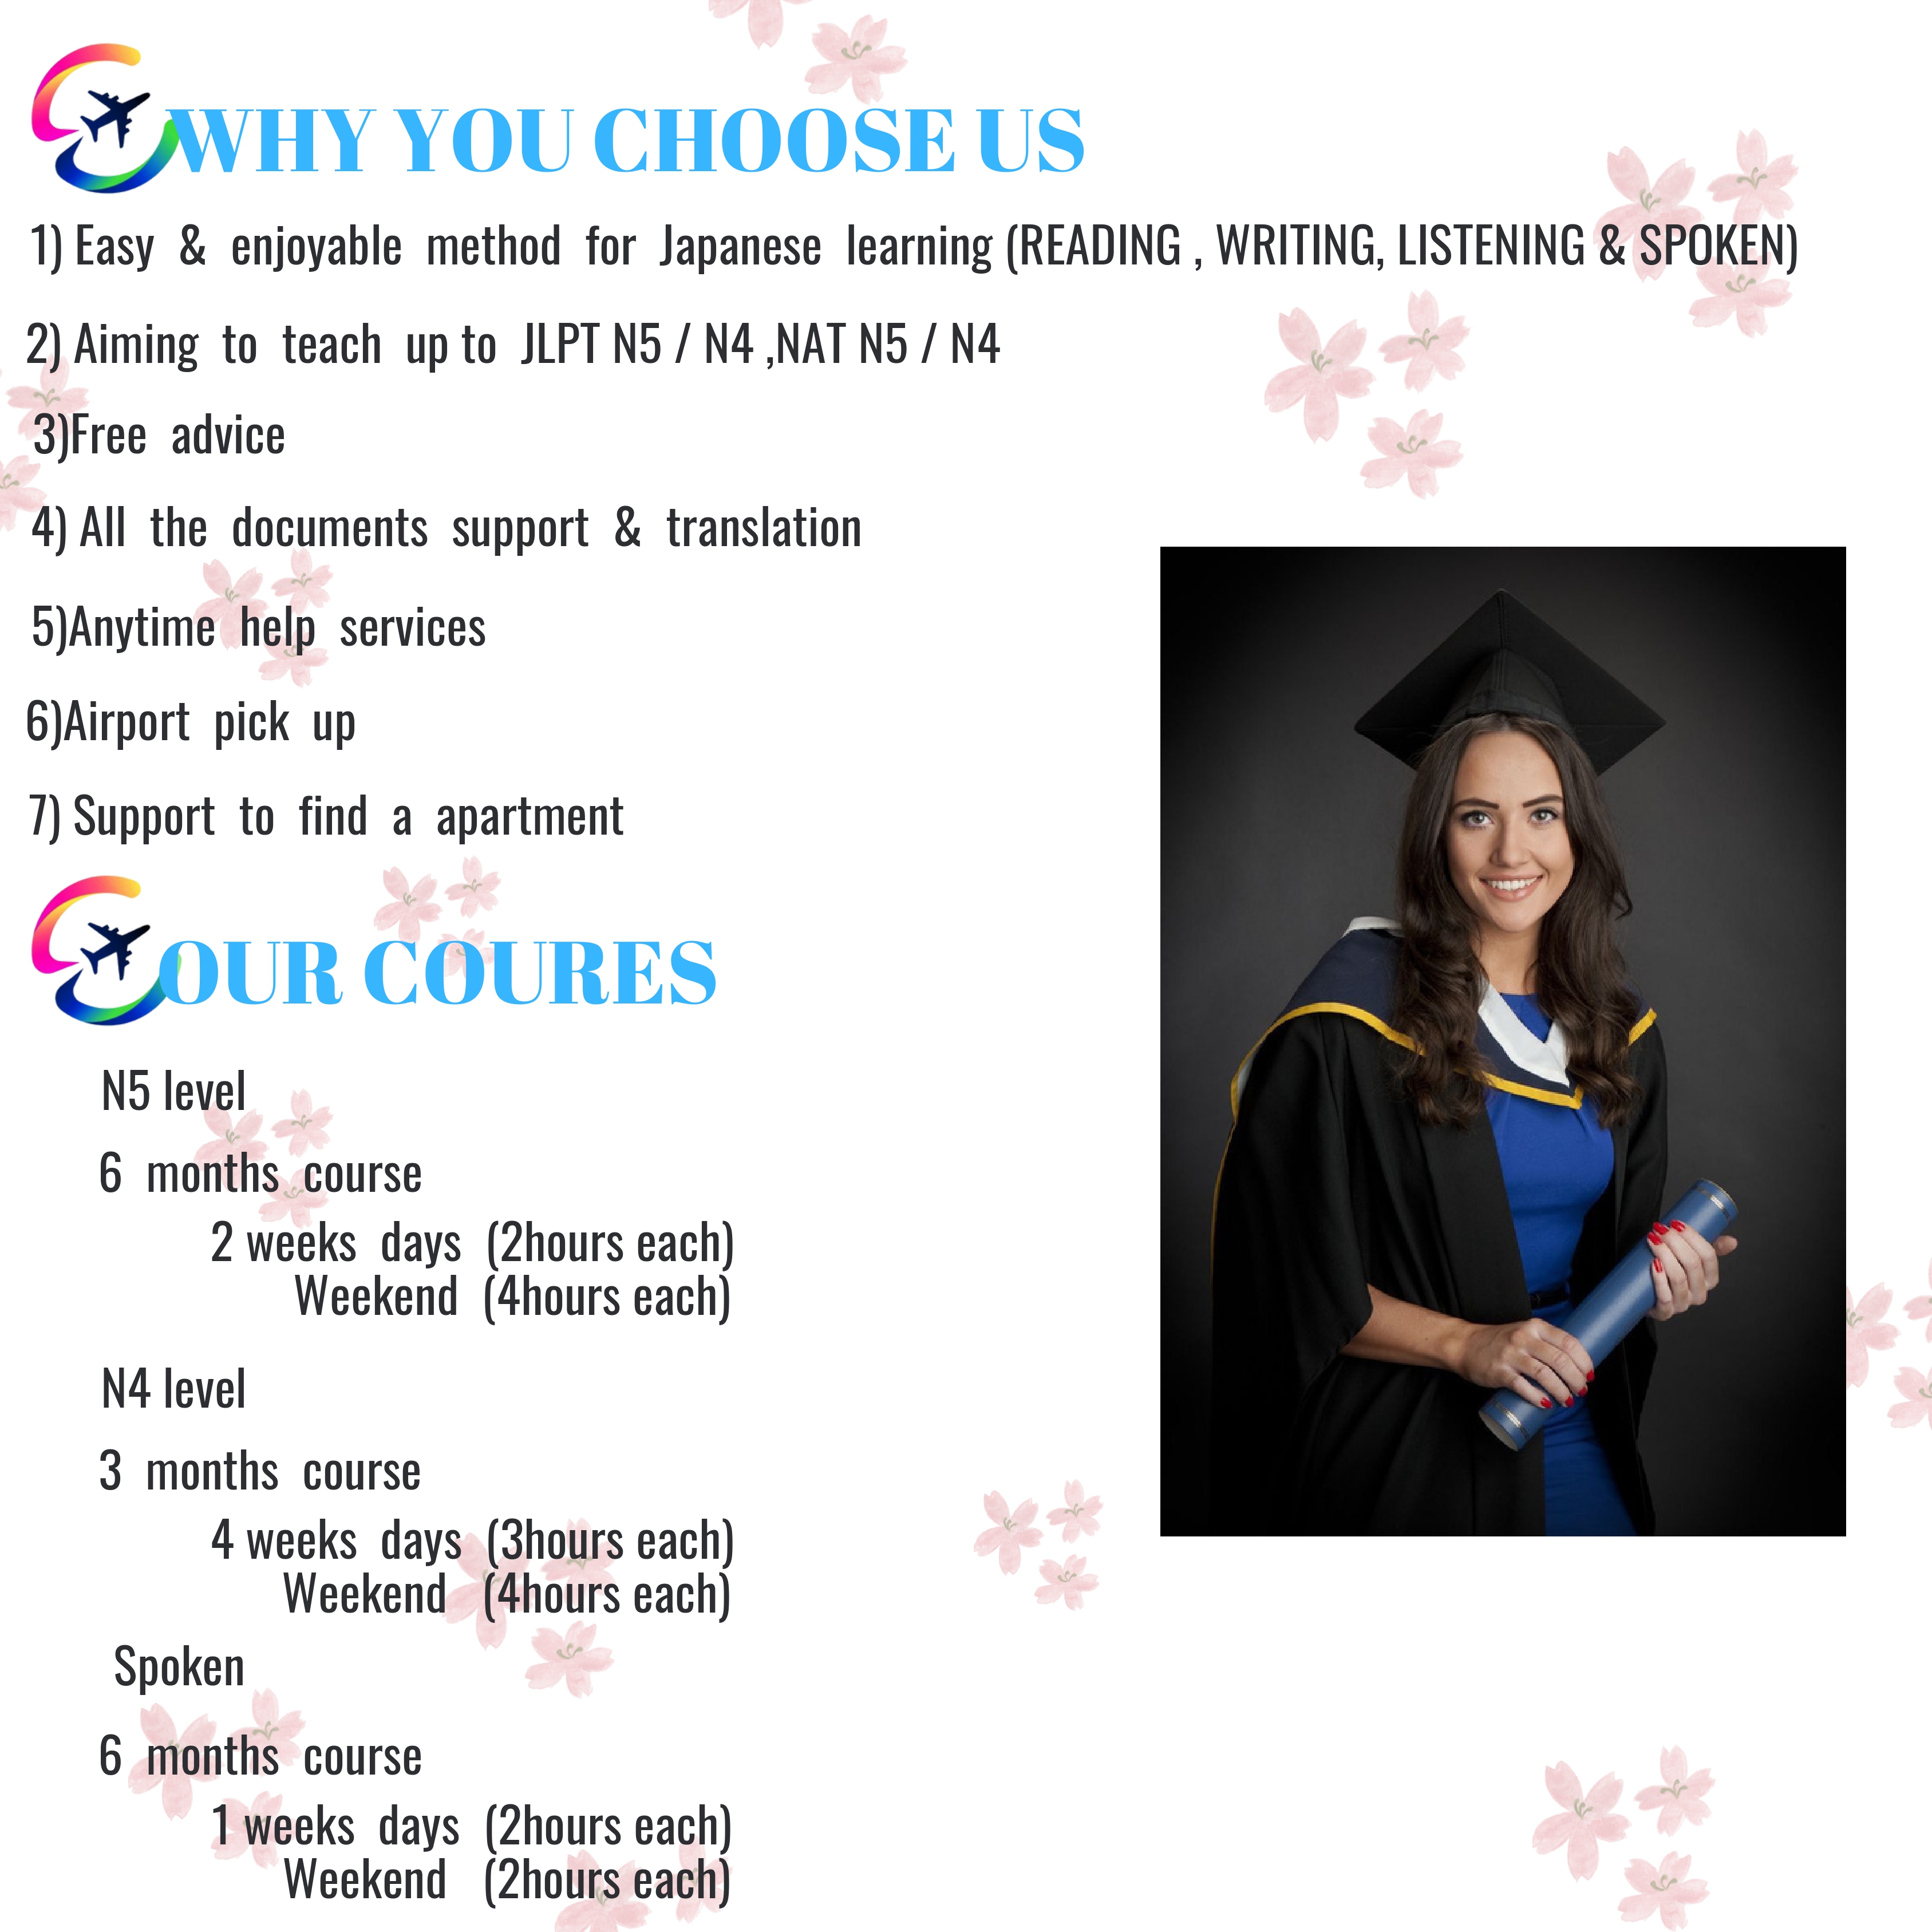 WHY YOU CHOOSE US
1) Easy & enjoyable method for Japanese learning (READING , WRITING, LISTENING & SPOKEN)
2) Aiming to teach up to JLPT N5 / N4 ,NAT N5 / N4
3)Free advice
4) All the documents support & translation
5)Anytime help services
6)Airport pick up
7) Support to find a apartment
OUR COURES
N5 level
6 months course
2 weeks days (2hours each)
Weekend (4hours each)
N4 level
3 months course
4 weeks days (3hours each)
Weekend (4hours each)
Spoken
6 months course
1 weeks days (2hours each)
Weekend (2hours each)